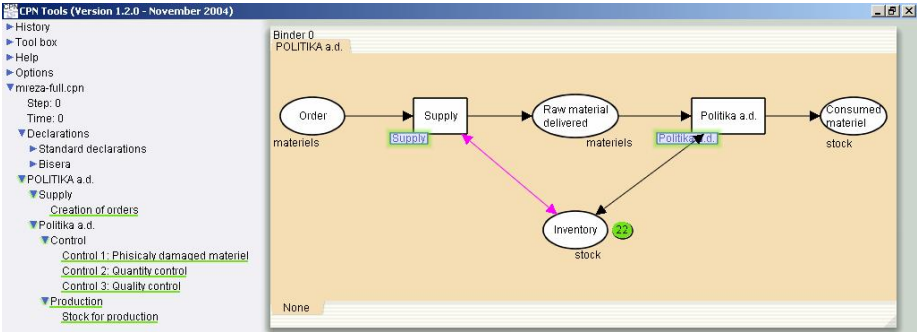 CPN Tools (Version 1.2.0 - November 2004)
History
Tool box
Help
Options
mreza-full.cpn
Step: 0
Time: 0
Declarations
Standard declarations
Bisera
POLITIKA a.d.
Supply
Creation of orders
Politika a.d.
Control
Control 1: Phisicaly damaged materiel
Control 2: Quantity control
Control 3: Quality control
Production
Stock for production
Binder 0
POLITIKA a.d.
Order
materiels
Supply
Supply
Raw material
delivered
materiels
Politika a.d.
Politika a.d.
Consumed
materiel
stock
Inventory
22
stock
None